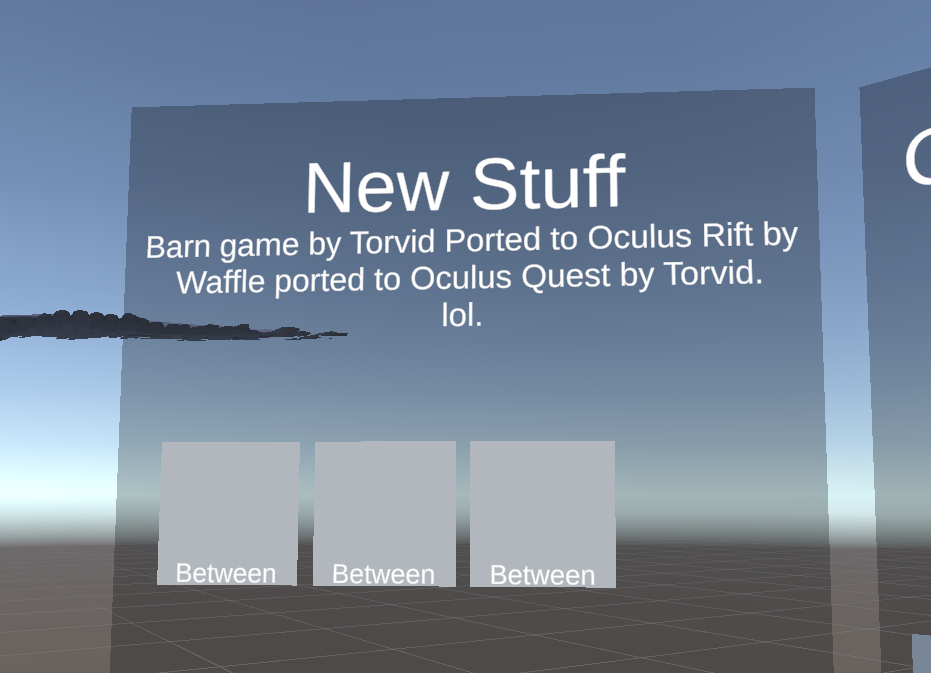 New Stuff
Barn game by Torvid Ported to Oculus Rift by
Waffle ported to Oculus Quest by Torvid.
lol.
Between
Between
Between